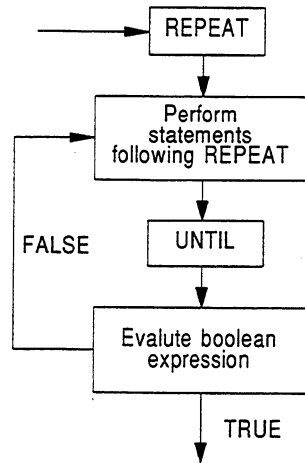 REPEAT
Perform
statements
following REPEAT
FALSE
UNTIL
Evalute boolean
expression
TRUE